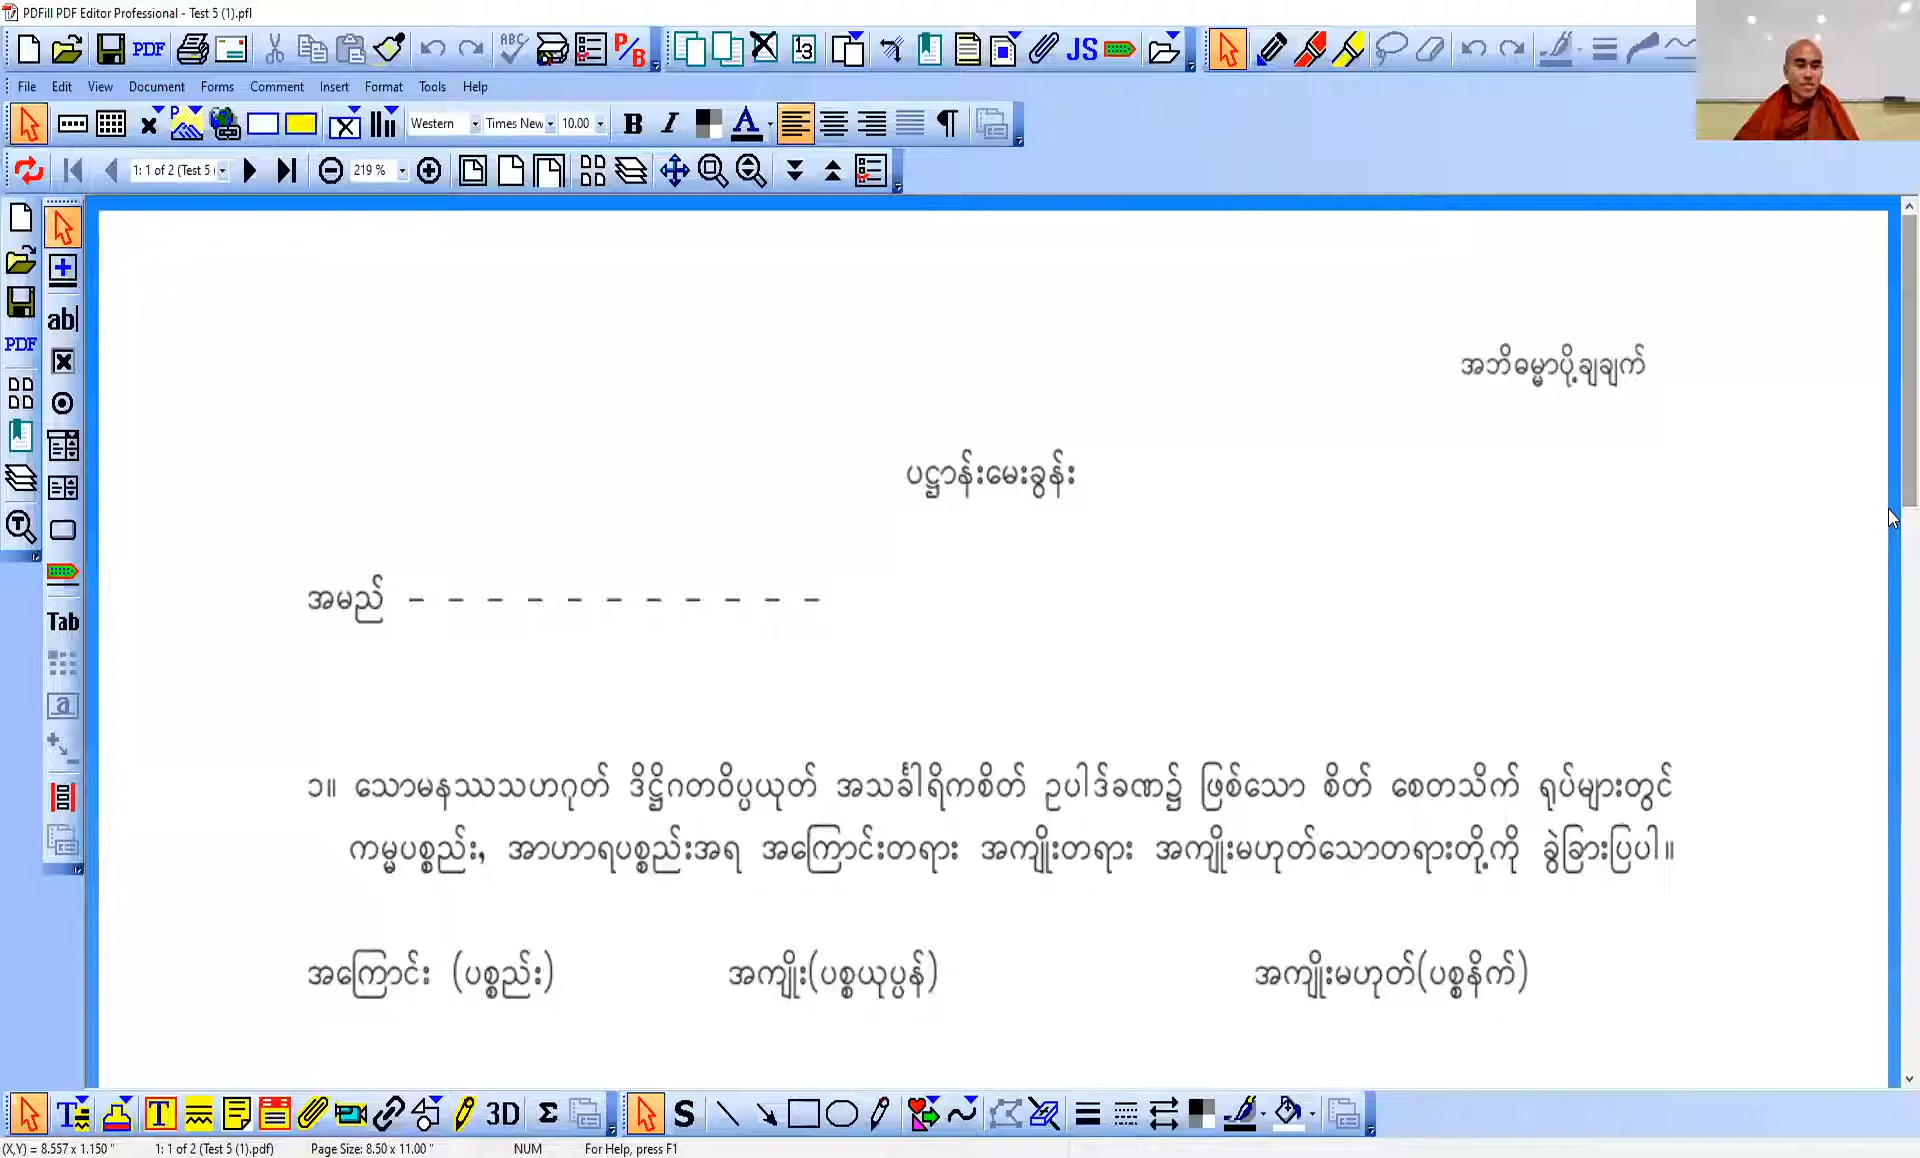 PDFill PDF Editor Professional - Test 5 (1).pfl
PDF ABC 13 P/B JS
File Edit View Document Forms Comment Insert Format Tools Help
Western Times New 10.00 B I A ¶
1: 1 of 2 (Test 5 ( 219 %
ab|
PDF
Tab
a
အဘိဓမ္မာပို့ချချက်
ပဋ္ဌာန်းမေးခွန်း
အမည် – – – – – – – – – – –
၁။ သောမနဿသဟဂုတ် ဒိဋ္ဌိဂတဝိပ္ပယုတ် အသင်္ခါရိကစိတ် ဥပါဒ်ခဏ၌ ဖြစ်သော စိတ် စေတသိက် ရုပ်များတွင်
ကမ္မပစ္စည်း, အာဟာရပစ္စည်းအရ အကြောင်းတရား အကျိုးတရား အကျိုးမဟုတ်သောတရားတို့ကို ခွဲခြားပြပါ။
အကြောင်း (ပစ္စည်း) အကျိုး(ပစ္စယုပ္ပန်) အကျိုးမဟုတ်(ပစ္စနိက်)
T T 3D Σ S
(X,Y) = 8.557 x 1.150 " 1: 1 of 2 (Test 5 (1).pdf) Page Size: 8.50 x 11.00 " NUM For Help, press F1